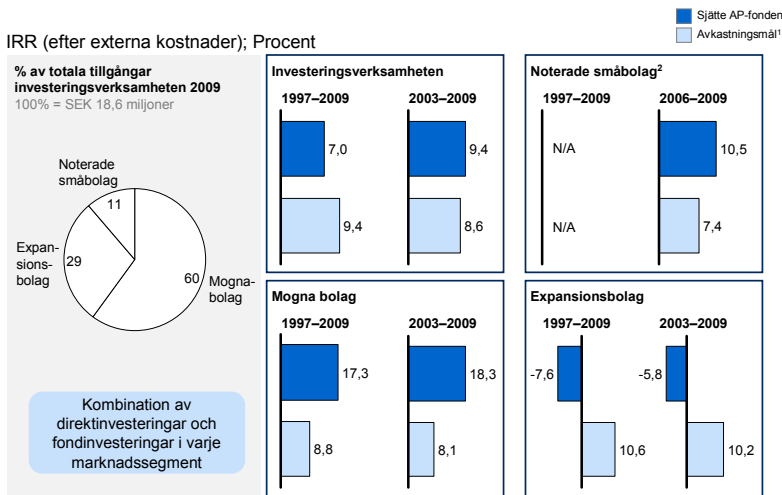 Sjätte AP-fonden
Avkastningsmål¹
IRR (efter externa kostnader); Procent
% av totala tillgångar
investeringsverksamheten 2009
100% = SEK 18,6 miljoner
Noterade
småbolag
11
Expan-
sions-
bolag
29
60
Mogna-
bolag
Kombination av
direktinvesteringar och
fondinvesteringar i varje
marknadssegment
Investeringsverksamheten
1997–2009 2003–2009
7,0 9,4
9,4 8,6
Noterade småbolag²
1997–2009 2006–2009
N/A 10,5
N/A 7,4
Mogna bolag
1997–2009 2003–2009
17,3 18,3
8,8 8,1
Expansionsbolag
1997–2009 2003–2009
-7,6 -5,8
10,6 10,2